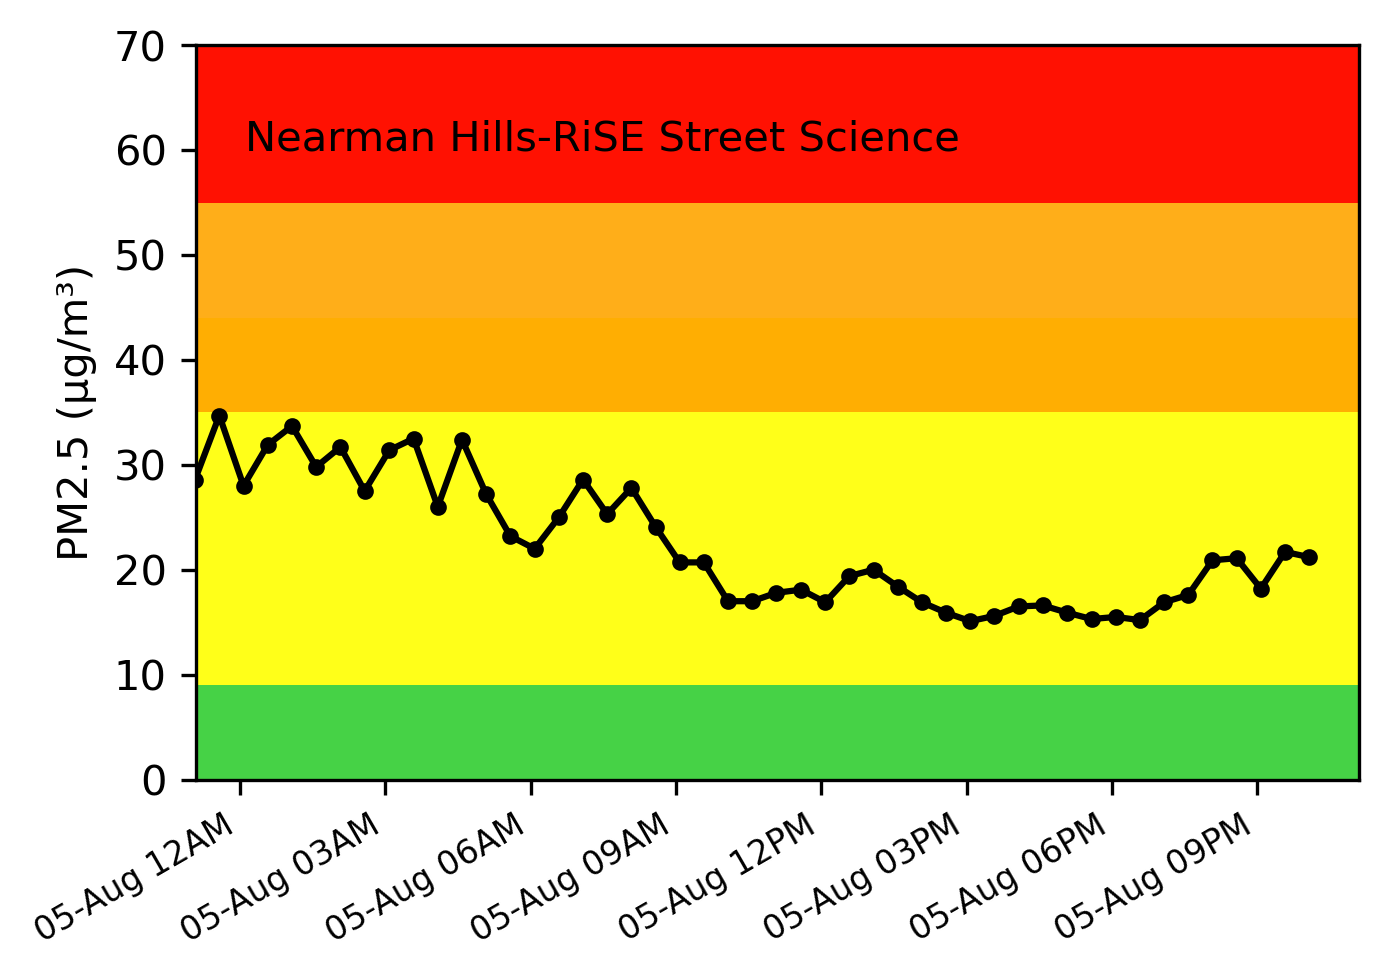 70
Nearman Hills-RiSE Street Science
60
50
40
30
20
10
0
PM2.5 (µg/m³)
05-Aug 12AM
05-Aug 03AM
05-Aug 06AM
05-Aug 09AM
05-Aug 12PM
05-Aug 03PM
05-Aug 06PM
05-Aug 09PM